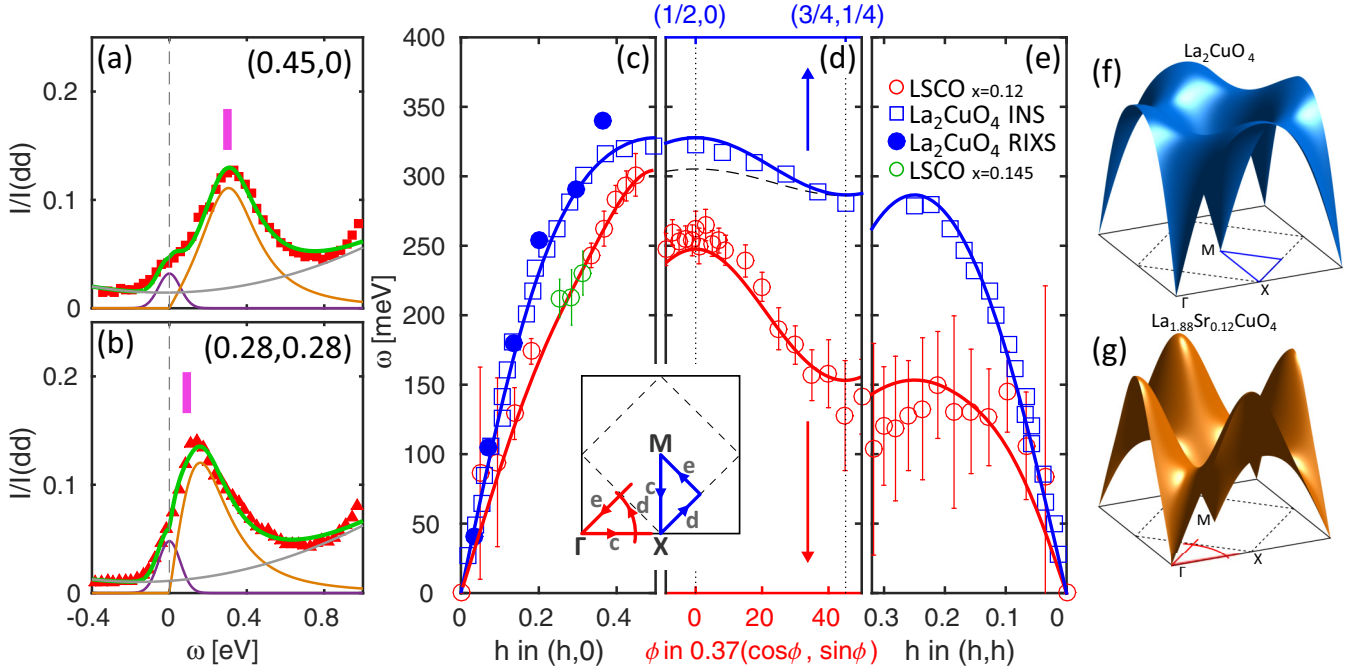 (1/2,0) (3/4,1/4)
(a) (0.45,0)
0.2
0.1
0
I/I(dd)
(b) (0.28,0.28)
0.2
0.1
0
I/I(dd)
-0.4 0 0.4 0.8
ω [eV]
400
350
300
250
200
150
100
50
0
ω [meV]
(c)
0 0.2 0.4
h in (h,0)
(d)
0 20 40
ϕ in 0.37(cosϕ, sinϕ)
(e)
LSCO x=0.12
La2CuO4 INS
La2CuO4 RIXS
LSCO x=0.145
0.3 0.2 0.1 0
h in (h,h)
M
e
c
d
e
d
c
Γ
X
(f)
La2CuO4
M
Γ
X
La1.88Sr0.12CuO4
(g)
M
Γ
X